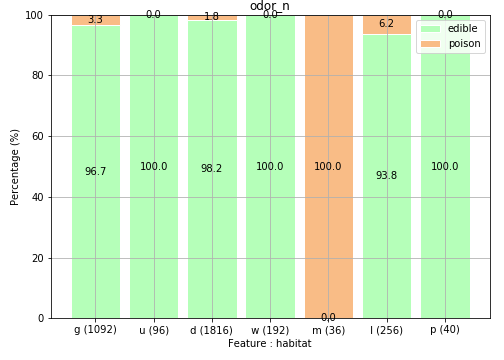 odor_n
100
80
60
40
20
0
Percentage (%)
3.3 0.0 1.8 0.0 100.0 6.2 0.0
96.7 100.0 98.2 100.0 0.0 93.8 100.0
edible
poison
g (1092) u (96) d (1816) w (192) m (36) l (256) p (40)
Feature : habitat